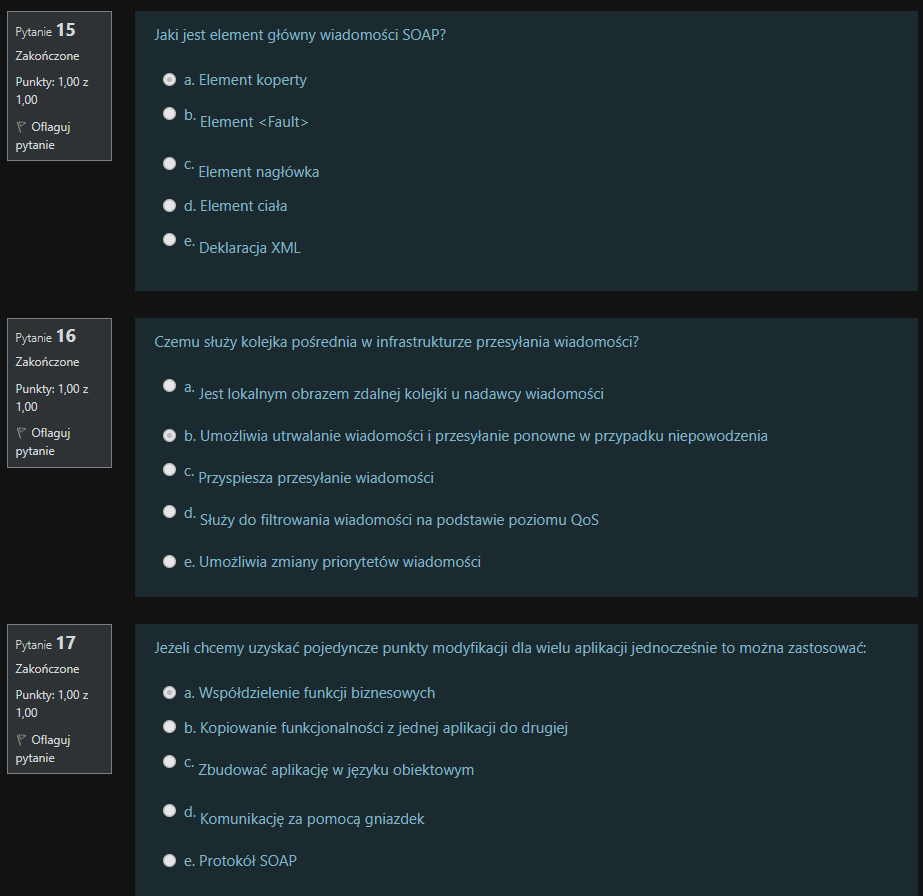 Pytanie 15
Zakończone
Punkty: 1,00 z
1,00
Oflaguj
pytanie
Jaki jest element główny wiadomości SOAP?
a. Element koperty
b. Element <Fault>
c. Element nagłówka
d. Element ciała
e. Deklaracja XML
Pytanie 16
Zakończone
Punkty: 1,00 z
1,00
Oflaguj
pytanie
Czemu służy kolejka pośrednia w infrastrukturze przesyłania wiadomości?
a. Jest lokalnym obrazem zdalnej kolejki u nadawcy wiadomości
b. Umożliwia utrwalanie wiadomości i przesyłanie ponowne w przypadku niepowodzenia
c. Przyspiesza przesyłanie wiadomości
d. Służy do filtrowania wiadomości na podstawie poziomu QoS
e. Umożliwia zmiany priorytetów wiadomości
Pytanie 17
Zakończone
Punkty: 1,00 z
1,00
Oflaguj
pytanie
Jeżeli chcemy uzyskać pojedyncze punkty modyfikacji dla wielu aplikacji jednocześnie to można zastosować:
a. Współdzielenie funkcji biznesowych
b. Kopiowanie funkcjonalności z jednej aplikacji do drugiej
c. Zbudować aplikację w języku obiektowym
d. Komunikację za pomocą gniazdek
e. Protokół SOAP